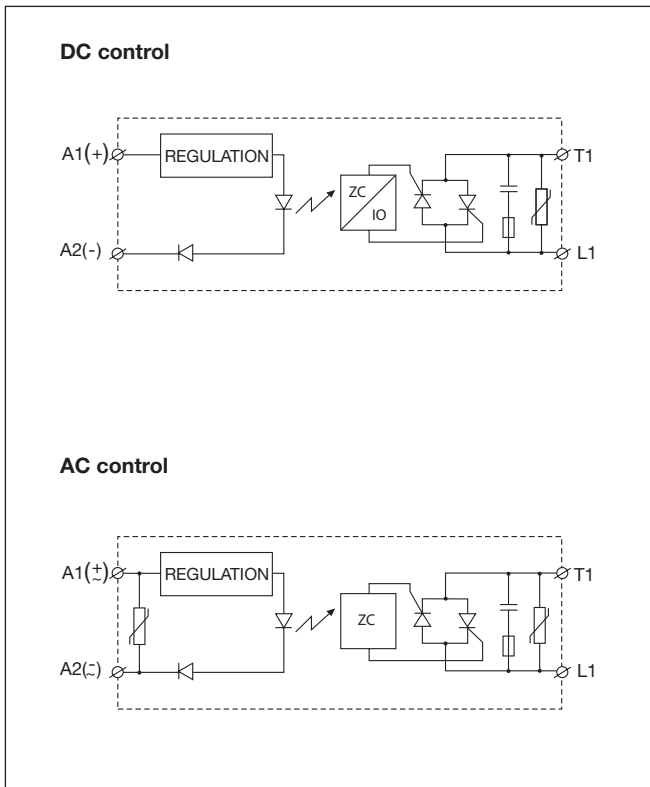 DC control
A1(+)
REGULATION
T1
ZC
IO
A2(-)
L1
AC control
A1(±~)
REGULATION
T1
ZC
A2(-~)
L1